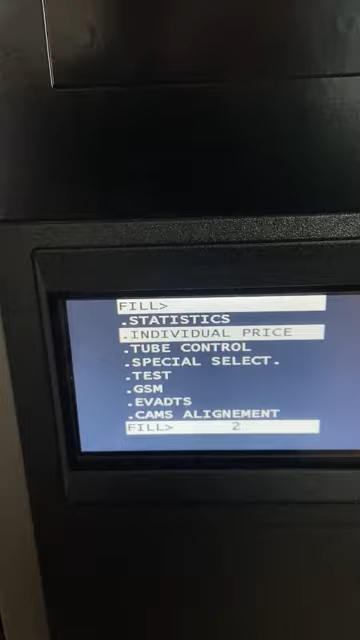 FILL>
.STATISTICS
.INDIVIDUAL PRICE
.TUBE CONTROL
.SPECIAL SELECT.
.TEST
.GSM
.EVADTS
.CAMS ALIGNEMENT
FILL> 2